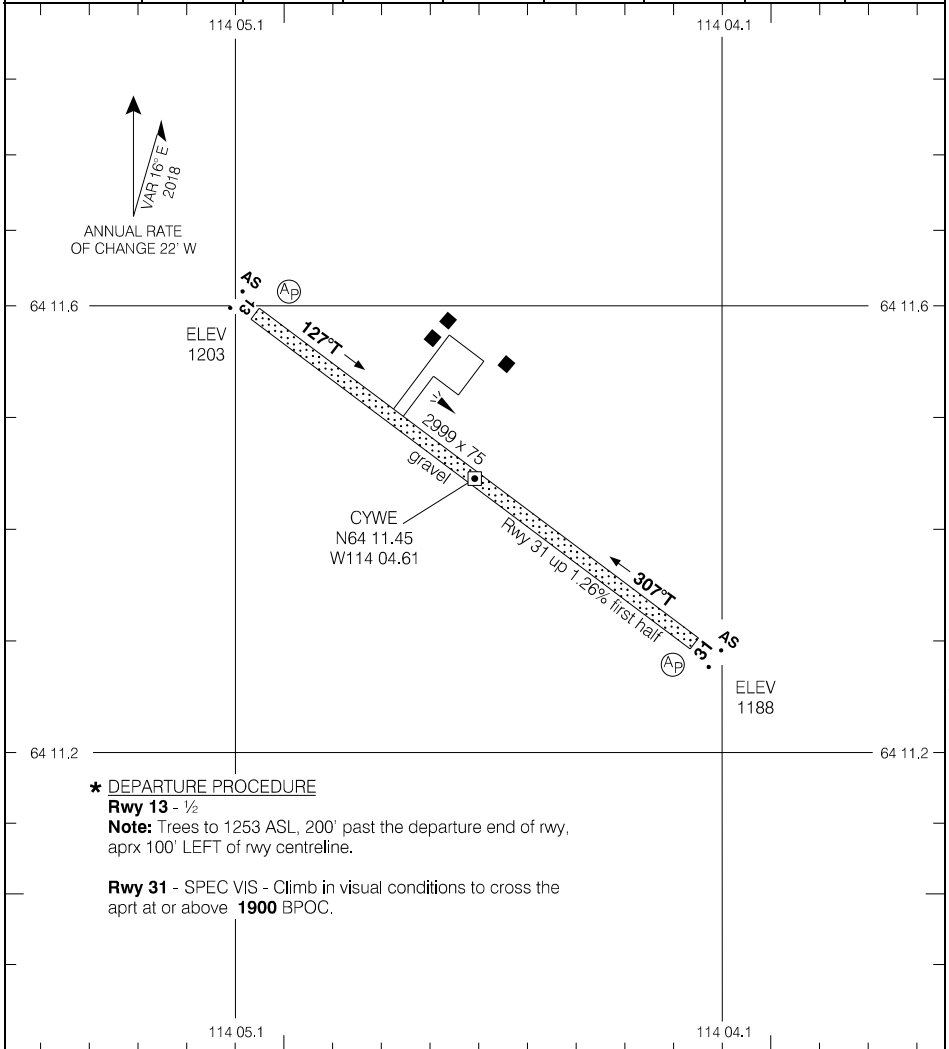 114 05.1
114 04.1
VAR 16° E
2018
ANNUAL RATE
OF CHANGE 22' W
AS
AP
64 11.6
64 11.6
13
ELEV
1203
127°T
2999 x 75
gravel
CYWE
N64 11.45
W114 04.61
Rwy 31 up 1.26% first half
307°T
AS
31
AP
ELEV
1188
64 11.2
64 11.2
* DEPARTURE PROCEDURE
Rwy 13 - ½
Note: Trees to 1253 ASL, 200' past the departure end of rwy,
aprx 100' LEFT of rwy centreline.
Rwy 31 - SPEC VIS - Climb in visual conditions to cross the
aprt at or above 1900 BPOC.
114 05.1
114 04.1